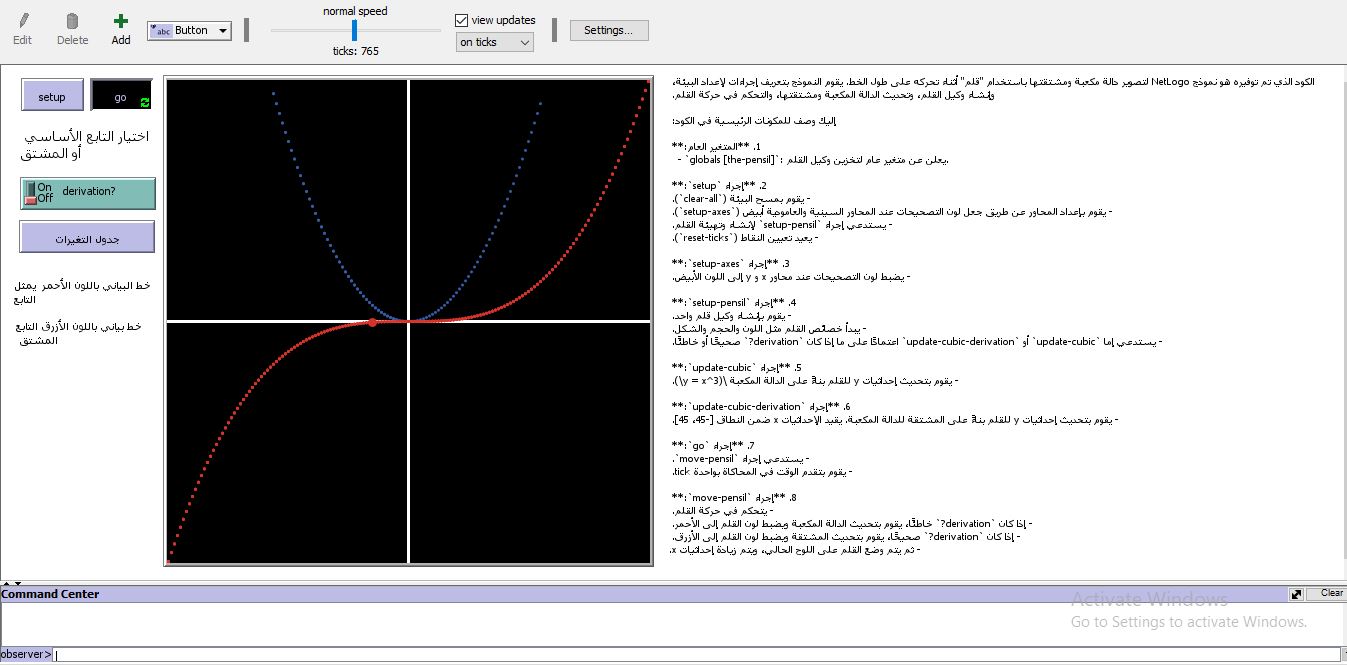 Edit
Delete
Add
abc Button
normal speed
ticks: 765
view updates
on ticks
Settings...
setup
go
اختيار التابع الأساسي
أو المشتق
On
Off
derivation?
جدول التغيرات
خط البياني باللون الأحمر يمثل
التابع
خط بياني باللون الأزرق التابع
المشتق
الكود الذي تم توفيره هو نموذج NetLogo لتصوير دالة مكعبة ومشتقتها باستخدام "قلم" أثناء تحركه على طول الخط. يقوم النموذج بتعريف إجراءات لإعداد البيئة،
وإنشاء وكيل القلم، وتحديث الدالة المكعبة ومشتقتها، والتحكم في حركة القلم.
إليك وصف للمكونات الرئيسية في الكود:
1. **المتغير العام:**
- `globals [the-pensil]`: يعلن عن متغير عام لتخزين وكيل القلم.
2. **إجراء `setup`:**
- يقوم بمسح البيئة (`clear-all`).
- يقوم بإعداد المحاور عن طريق جعل لون التصحيحات عند المحاور السينية والعامودية أبيض (`setup-axes`).
- يستدعي إجراء `setup-pensil` لإنشاء وتهيئة القلم.
- يعيد تعيين النقاط (`reset-ticks`).
3. **إجراء `setup-axes`:**
- يضبط لون التصحيحات عند محاور x و y إلى اللون الأبيض.
4. **إجراء `setup-pensil`:**
- يقوم بإنشاء وكيل قلم واحد.
- يبدأ خصائص القلم مثل اللون والحجم والشكل.
- يستدعي إما `update-cubic` أو `update-cubic-derivation` اعتمادًا على ما إذا كان `derivation?` صحيحًا أو خاطئًا.
5. **إجراء `update-cubic`:**
- يقوم بتحديث إحداثيات y للقلم بناءً على الدالة المكعبة \(y = x^3\).
6. **إجراء `update-cubic-derivation`:**
- يقوم بتحديث إحداثيات y للقلم بناءً على المشتقة للدالة المكعبة. يقيد الإحداثيات x ضمن النطاق [-45، 45].
7. **إجراء `go`:**
- يستدعي إجراء `move-pensil`.
- يقوم بتقدم الوقت في المحاكاة بواحدة tick.
8. **إجراء `move-pensil`:**
- يتحكم في حركة القلم.
- إذا كان `derivation?` خاطئًا، يقوم بتحديث الدالة المكعبة ويضبط لون القلم إلى الأحمر.
- إذا كان `derivation?` صحيحًا، يقوم بتحديث المشتقة ويضبط لون القلم إلى الأزرق.
- ثم يتم وضع القلم على اللوح الحالي، ويتم زيادة إحداثيات x.
Command Center
Clear
Activate Windows
Go to Settings to activate Windows.
observer>